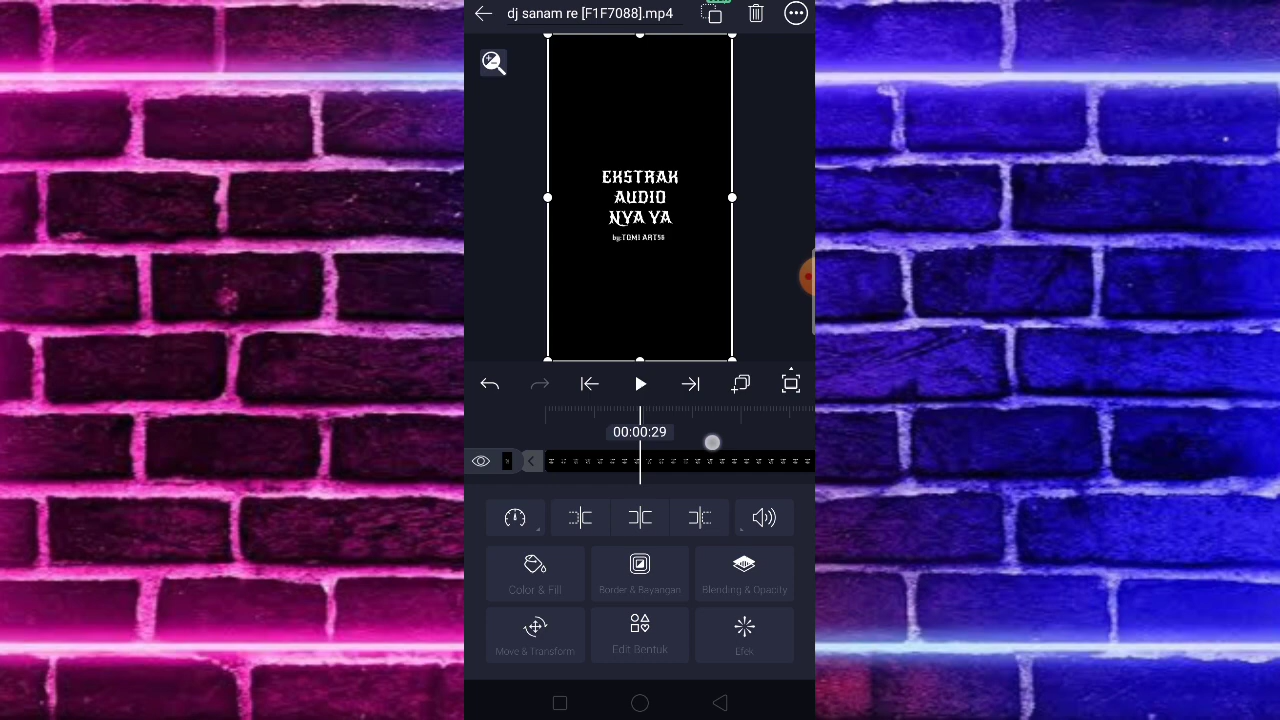 dj sanam re [F1F7088].mp4
EKSTRAK
AUDIO
NYA YA
by:TOMI ART56
00:00:29
Color & Fill
Border & Bayangan
Blending & Opacity
Move & Transform
Edit Bentuk
Efek